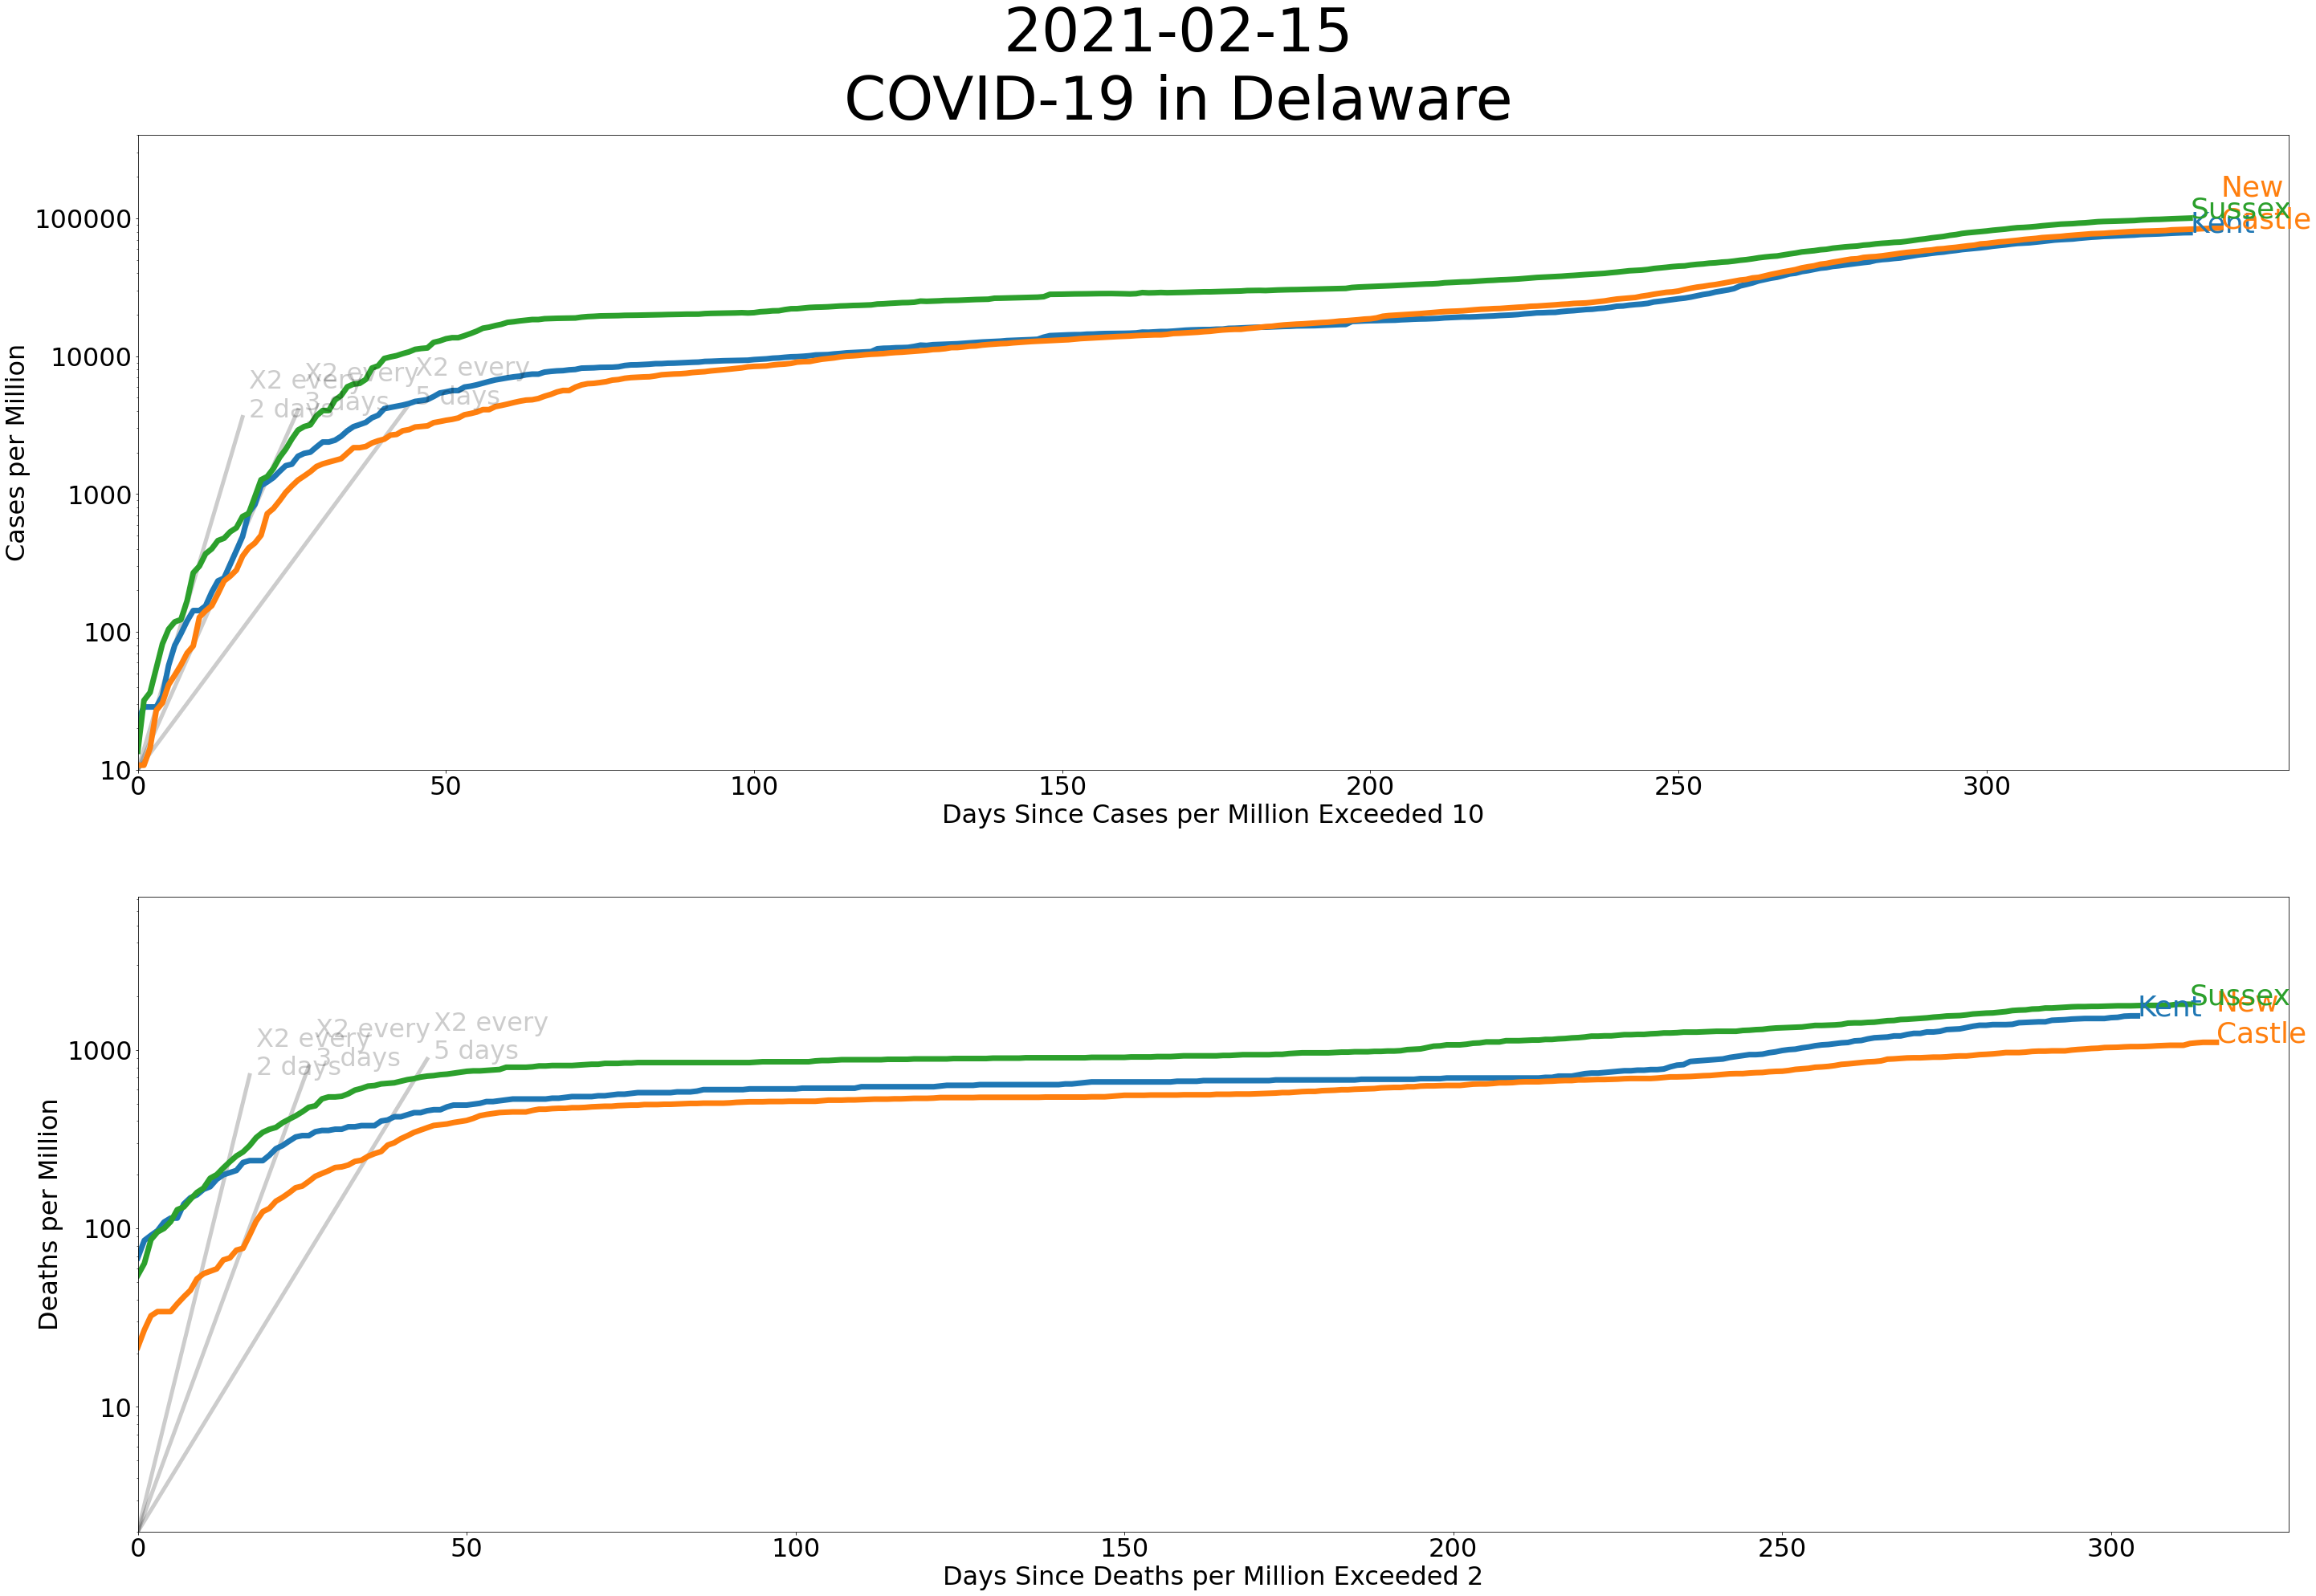 2021-02-15
COVID-19 in Delaware
100000
10000
1000
100
10
Cases per Million
X2 every
2 days
X2 every
3 days
X2 every
5 days
New
Castle
Sussex
Kent
0
50
100
150
200
250
300
Days Since Cases per Million Exceeded 10
1000
100
10
Deaths per Million
X2 every
2 days
X2 every
3 days
X2 every
5 days
Kent
Sussex
New
Castle
0
50
100
150
200
250
300
Days Since Deaths per Million Exceeded 2